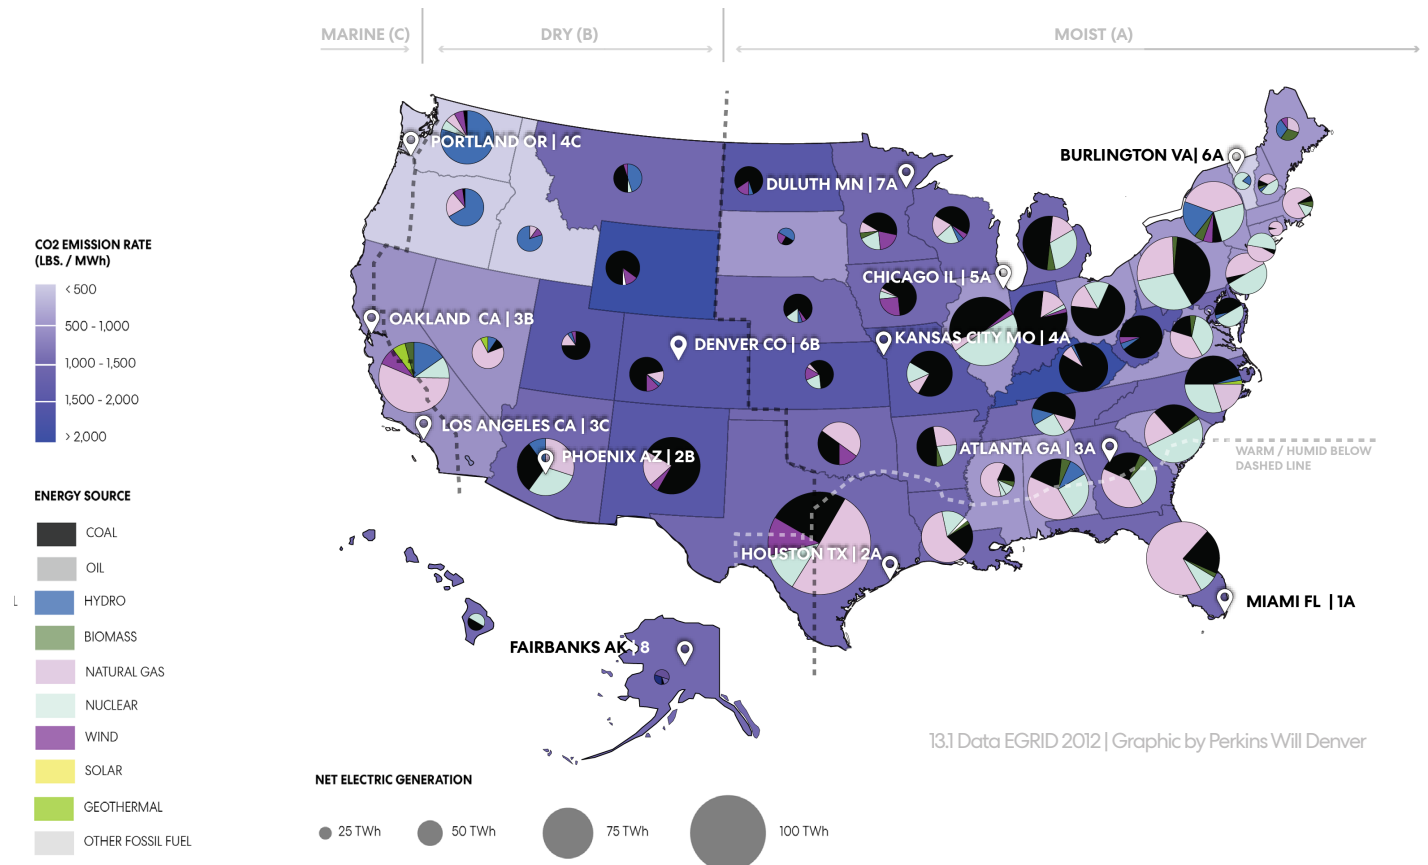 MARINE (C)
DRY (B)
MOIST (A)
PORTLAND OR | 4C
DULUTH MN | 7A
BURLINGTON VA| 6A
CO2 EMISSION RATE
(LBS. / MWh)
< 500
500 - 1,000
1,000 - 1,500
1,500 - 2,000
> 2,000
CHICAGO IL | 5A
OAKLAND CA | 3B
DENVER CO | 6B
KANSAS CITY MO | 4A
LOS ANGELES CA | 3C
PHOENIX AZ | 2B
ATLANTA GA | 3A
WARM / HUMID BELOW
DASHED LINE
HOUSTON TX | 2A
MIAMI FL | 1A
FAIRBANKS AK | 8
ENERGY SOURCE
COAL
OIL
HYDRO
BIOMASS
NATURAL GAS
NUCLEAR
WIND
SOLAR
GEOTHERMAL
OTHER FOSSIL FUEL
13.1 Data EGRID 2012 | Graphic by Perkins Will Denver
NET ELECTRIC GENERATION
25 TWh
50 TWh
75 TWh
100 TWh